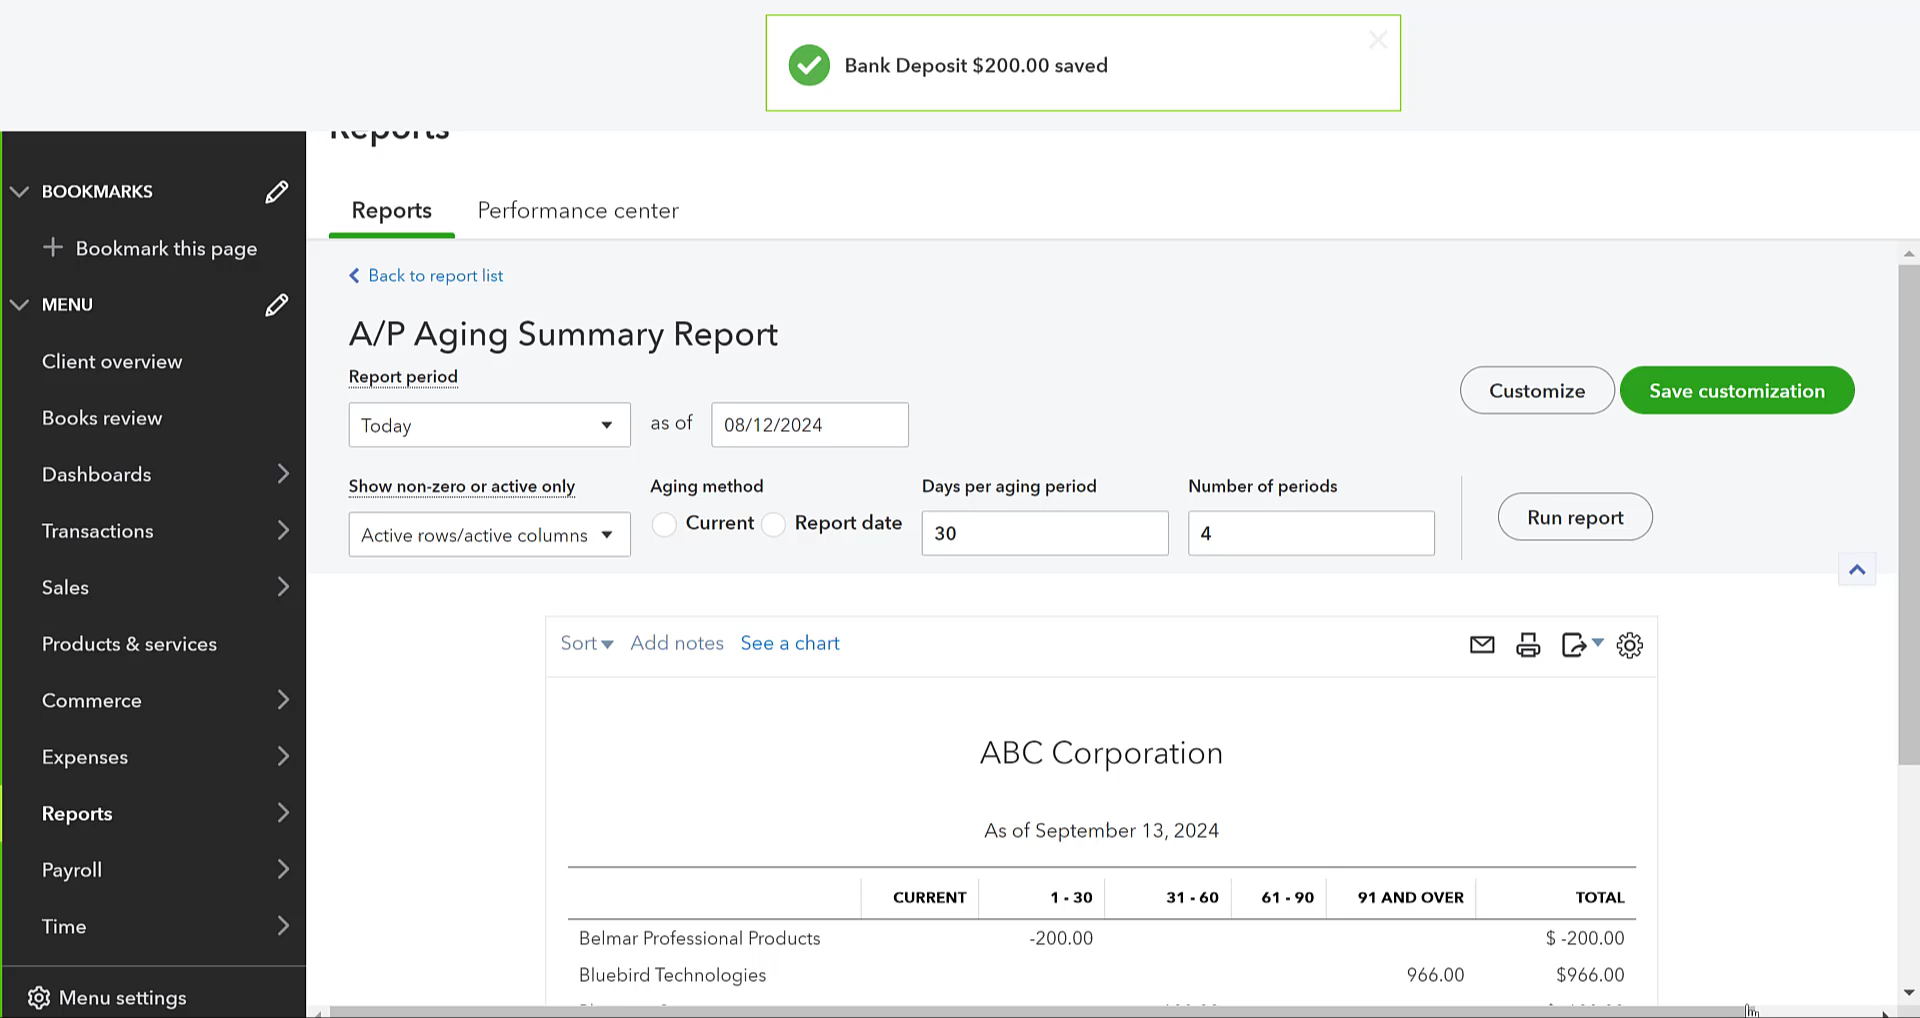 Bank Deposit $200.00 saved
Reports
BOOKMARKS
Bookmark this page
MENU
Client overview
Books review
Dashboards
Transactions
Sales
Products & services
Commerce
Expenses
Reports
Payroll
Time
Menu settings
Reports Performance center
Back to report list
A/P Aging Summary Report
Report period
Today as of 08/12/2024
Customize Save customization
Show non-zero or active only Aging method Days per aging period Number of periods
Active rows/active columns Current Report date 30 4 Run report
Sort Add notes See a chart
ABC Corporation
As of September 13, 2024
CURRENT 1 - 30 31 - 60 61 - 90 91 AND OVER TOTAL
Belmar Professional Products -200.00 $ -200.00
Bluebird Technologies 966.00 $966.00